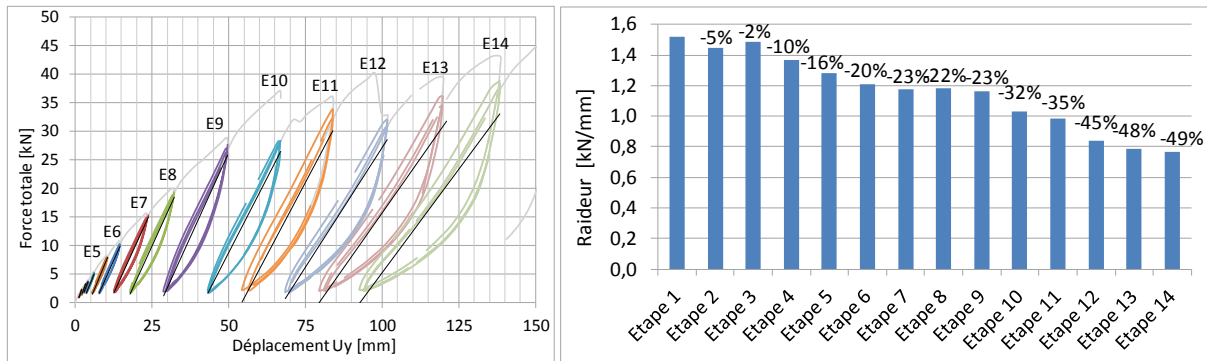 Force totale [kN]
50
45
40
35
30
25
20
15
10
5
0
E5
E6
E7
E8
E9
E10
E11
E12
E13
E14
0 25 50 75 100 125 150
Déplacement Uy [mm]
Raideur [kN/mm]
1,6
1,4
1,2
1,0
0,8
0,6
0,4
0,2
0,0
-5%
-2%
-10%
-16%
-20%
-23%
-22%
-23%
-32%
-35%
-45%
-48%
-49%
Etape 1
Etape 2
Etape 3
Etape 4
Etape 5
Etape 6
Etape 7
Etape 8
Etape 9
Etape 10
Etape 11
Etape 12
Etape 13
Etape 14